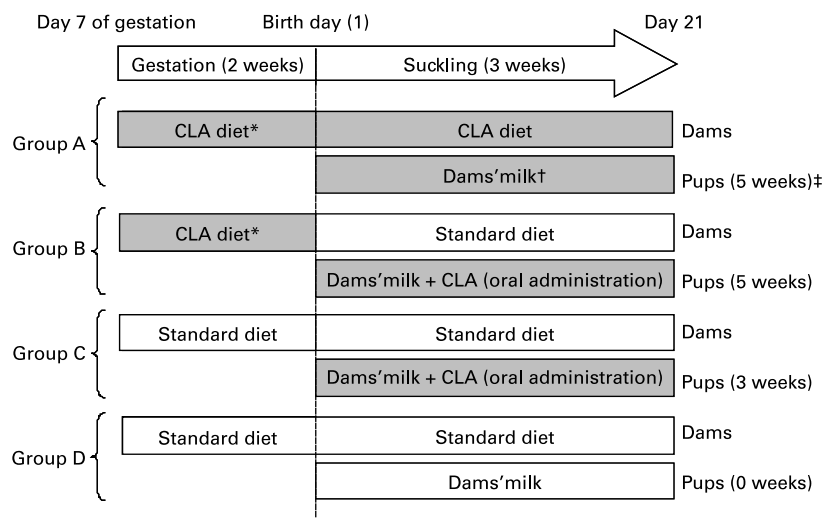 Day 7 of gestation Birth day (1) Day 21
Gestation (2 weeks) Suckling (3 weeks)
Group A
CLA diet* CLA diet Dams
Dams'milk† Pups (5 weeks)‡
Group B
CLA diet* Standard diet Dams
Dams'milk + CLA (oral administration) Pups (5 weeks)
Group C
Standard diet Standard diet Dams
Dams'milk + CLA (oral administration) Pups (3 weeks)
Group D
Standard diet Standard diet Dams
Dams'milk Pups (0 weeks)